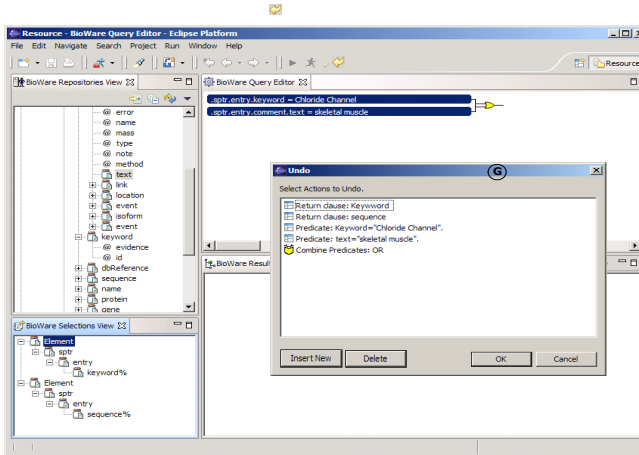 Resource - BioWare Query Editor - Eclipse Platform
File Edit Navigate Search Project Run Window Help
Resource
BioWare Repositories View
error
name
mass
type
note
method
text
link
location
event
isoform
event
keyword
evidence
id
dbReference
sequence
name
protein
gene
BioWare Query Editor
.sptr.entry.keyword = Chloride Channel
.sptr.entry.comment.text = skeletal muscle
BioWare Resul
Undo
G
Select Actions to Undo.
Return clause: Keywword
Return clause: sequence
Predicate: Keyword="Chloride Channel".
Predicate: text="skeletal muscle".
Combine Predicates: OR
Insert New Delete OK Cancel
BioWare Selections View
Element
sptr
entry
keyword%
Element
sptr
entry
sequence%